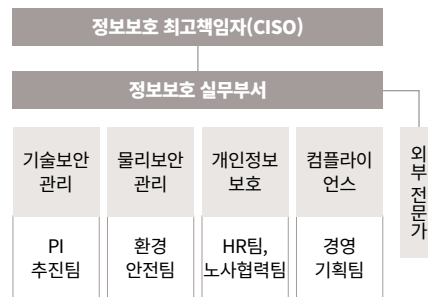 정보보호 최고책임자(CISO)
정보보호 실무부서
기술보안
관리
물리보안
관리
개인정보
보호
컴플라이
언스
외부 전문가
PI
추진팀
환경
안전팀
HR팀,
노사협력팀
경영
기획팀